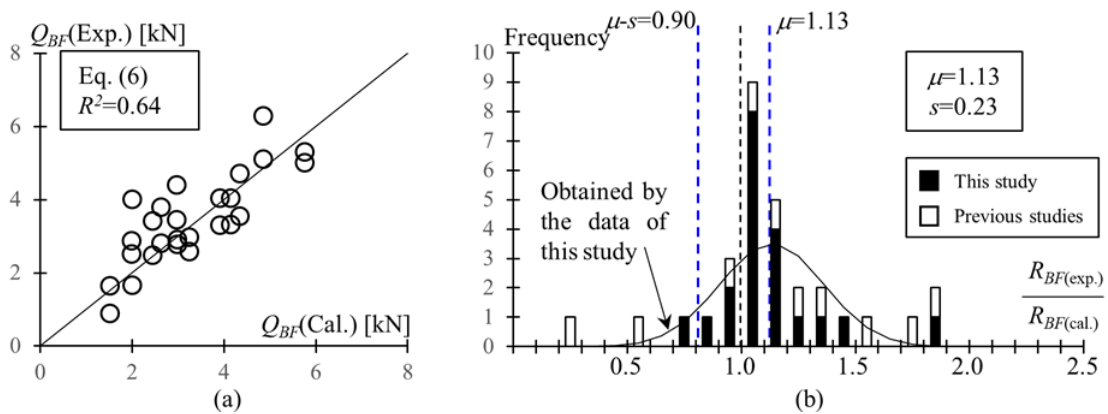 Q_BF(Exp.) [kN]
8
6
4
2
0
Eq. (6)
R²=0.64
Q_BF(Cal.) [kN]
0 2 4 6 8
(a)
μ-s=0.90
μ=1.13
Frequency
10
9
8
7
6
5
4
3
2
1
0
μ=1.13
s=0.23
This study
Previous studies
Obtained by
the data of
this study
R_BF(exp.)
R_BF(cal.)
0.5 1.0 1.5 2.0 2.5
(b)